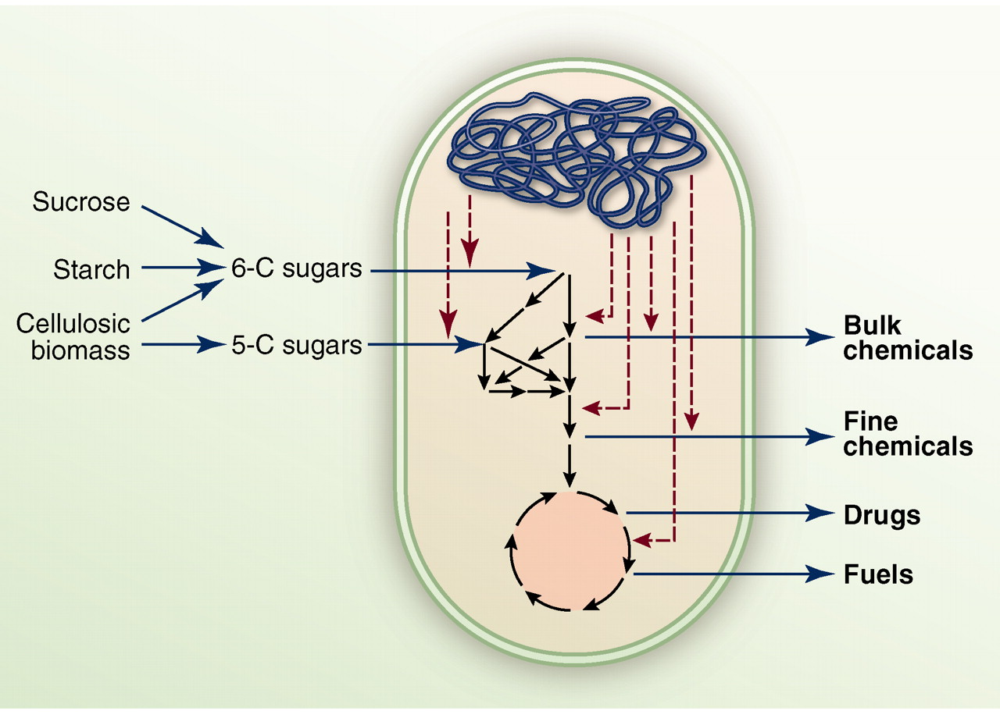 Sucrose
Starch
Cellulosic
biomass
6-C sugars
5-C sugars
Bulk
chemicals
Fine
chemicals
Drugs
Fuels